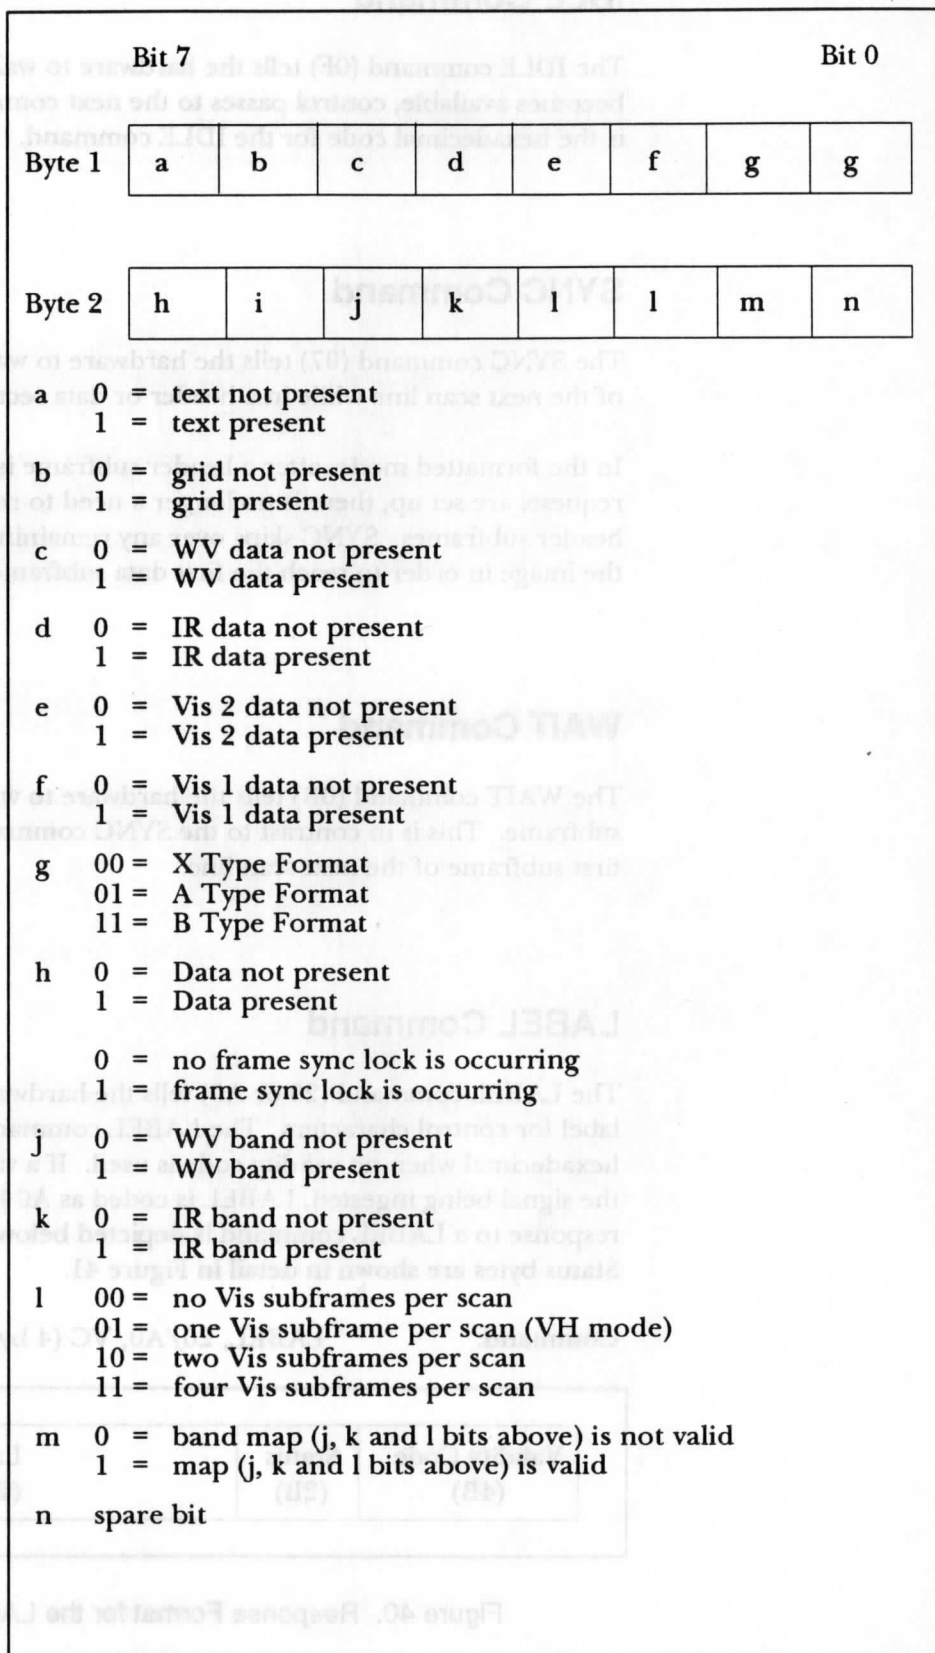 Bit 7 Bit 0
Byte 1 a b c d e f g g
Byte 2 h i j k l l m n
a 0 = text not present
1 = text present
b 0 = grid not present
1 = grid present
c 0 = WV data not present
1 = WV data present
d 0 = IR data not present
1 = IR data present
e 0 = Vis 2 data not present
1 = Vis 2 data present
f 0 = Vis 1 data not present
1 = Vis 1 data present
g 00 = X Type Format
01 = A Type Format
11 = B Type Format
h 0 = Data not present
1 = Data present
0 = no frame sync lock is occurring
1 = frame sync lock is occurring
j 0 = WV band not present
1 = WV band present
k 0 = IR band not present
1 = IR band present
l 00 = no Vis subframes per scan
01 = one Vis subframe per scan (VH mode)
10 = two Vis subframes per scan
11 = four Vis subframes per scan
m 0 = band map (j, k and l bits above) is not valid
1 = map (j, k and l bits above) is valid
n spare bit